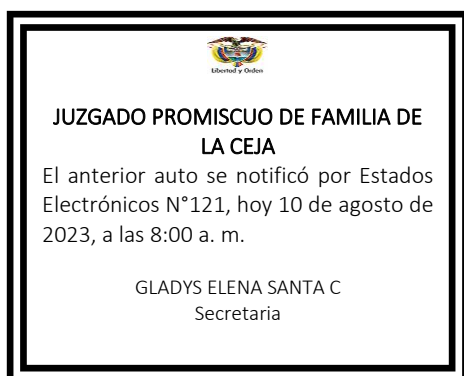 Libertad y Orden
JUZGADO PROMISCUO DE FAMILIA DE
LA CEJA
El anterior auto se notificó por Estados
Electrónicos N°121, hoy 10 de agosto de
2023, a las 8:00 a. m.
GLADYS ELENA SANTA C
Secretaria